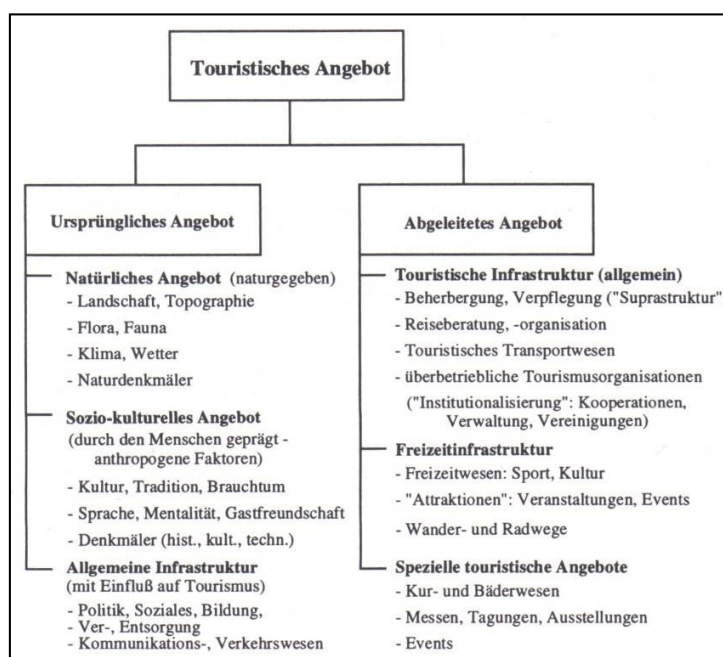 Touristisches Angebot
Ursprüngliches Angebot
Natürliches Angebot (naturgegeben)
- Landschaft, Topographie
- Flora, Fauna
- Klima, Wetter
- Naturdenkmäler
Sozio-kulturelles Angebot
(durch den Menschen geprägt -
anthropogene Faktoren)
- Kultur, Tradition, Brauchtum
- Sprache, Mentalität, Gastfreundschaft
- Denkmäler (hist., kult., techn.)
Allgemeine Infrastruktur
(mit Einfluß auf Tourismus)
- Politik, Soziales, Bildung,
- Ver-, Entsorgung
- Kommunikations-, Verkehrswesen
Abgeleitetes Angebot
Touristische Infrastruktur (allgemein)
- Beherbergung, Verpflegung ("Suprastruktur"
- Reiseberatung, -organisation
- Touristisches Transportwesen
- überbetriebliche Tourismusorganisationen
("Institutionalisierung": Kooperationen,
Verwaltung, Vereinigungen)
Freizeitinfrastruktur
- Freizeitwesen: Sport, Kultur
- "Attraktionen": Veranstaltungen, Events
- Wander- und Radwege
Spezielle touristische Angebote
- Kur- und Bäderwesen
- Messen, Tagungen, Ausstellungen
- Events